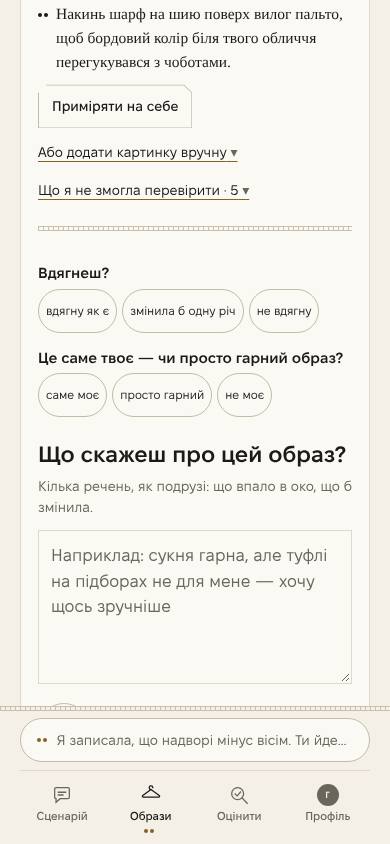 •• Накинь шарф на шию поверх вилог пальто,
щоб бордовий колір біля твого обличчя
перегукувався з чоботами.
Приміряти на себе
Або додати картинку вручну ▾
Що я не змогла перевірити · 5 ▾
Вдягнеш?
вдягну як є
змінила б одну річ
не вдягну
Це саме твоє — чи просто гарний образ?
саме моє
просто гарний
не моє
Що скажеш про цей образ?
Кілька речень, як подрузі: що впало в око, що б
змінила.
Наприклад: сукня гарна, але туфлі
на підборах не для мене — хочу
щось зручніше
•• Я записала, що надворі мінус вісім. Ти йде...
Сценарій
Образи
Оцінити
г
Профіль